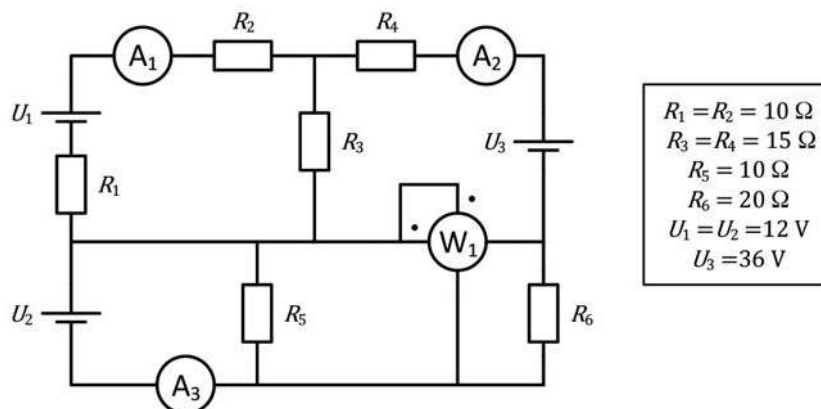 R₂
R₄
A₁
A₂
U₁
R₃
U₃
R₁
W₁
U₂
R₅
R₆
A₃
R₁ =R₂ = 10 Ω
R₃ =R₄ = 15 Ω
R₅ = 10 Ω
R₆ = 20 Ω
U₁ =U₂ = 12 V
U₃ =36 V